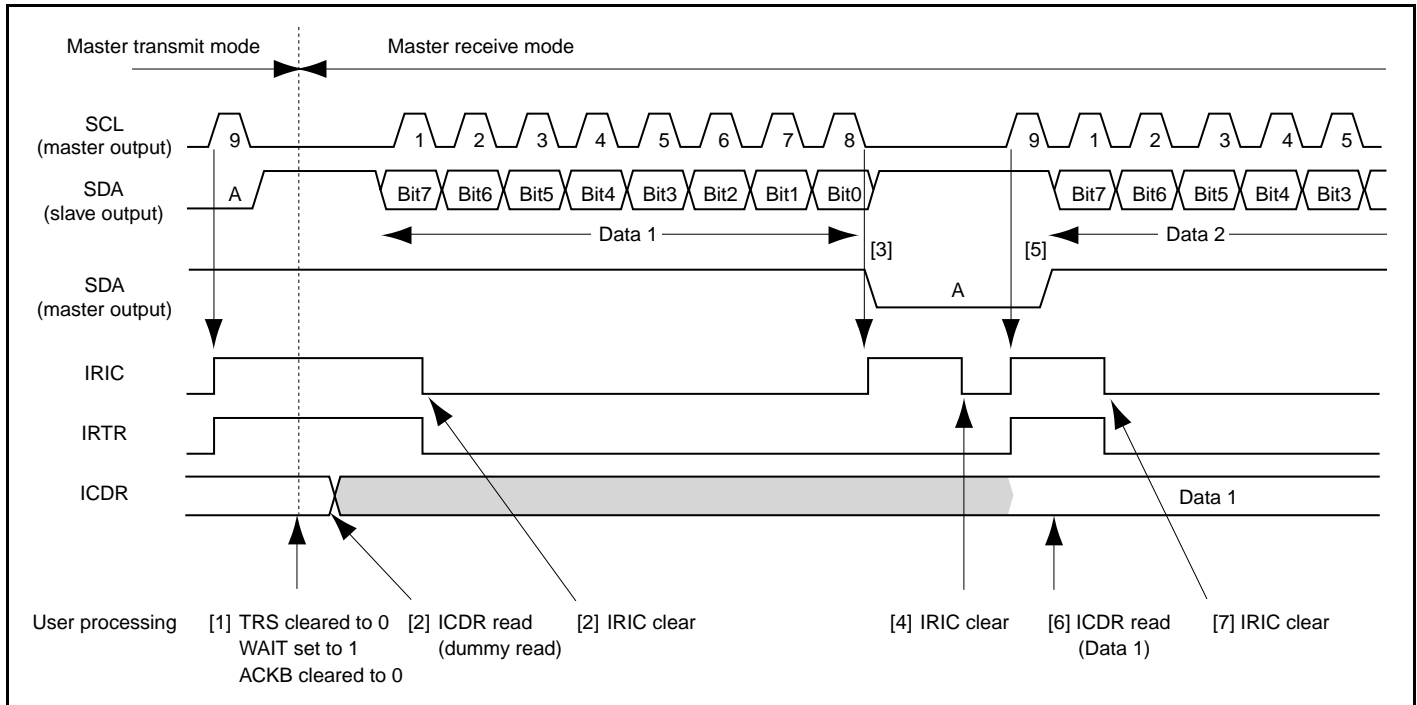 Master transmit mode Master receive mode
SCL
(master output)
9 1 2 3 4 5 6 7 8 9 1 2 3 4 5
SDA
(slave output)
A Bit7 Bit6 Bit5 Bit4 Bit3 Bit2 Bit1 Bit0 Bit7 Bit6 Bit5 Bit4 Bit3
Data 1 [3] [5] Data 2
SDA
(master output)
A
IRIC
IRTR
ICDR
Data 1
User processing [1] TRS cleared to 0 [2] ICDR read [2] IRIC clear [4] IRIC clear [6] ICDR read [7] IRIC clear
WAIT set to 1 (dummy read) (Data 1)
ACKB cleared to 0